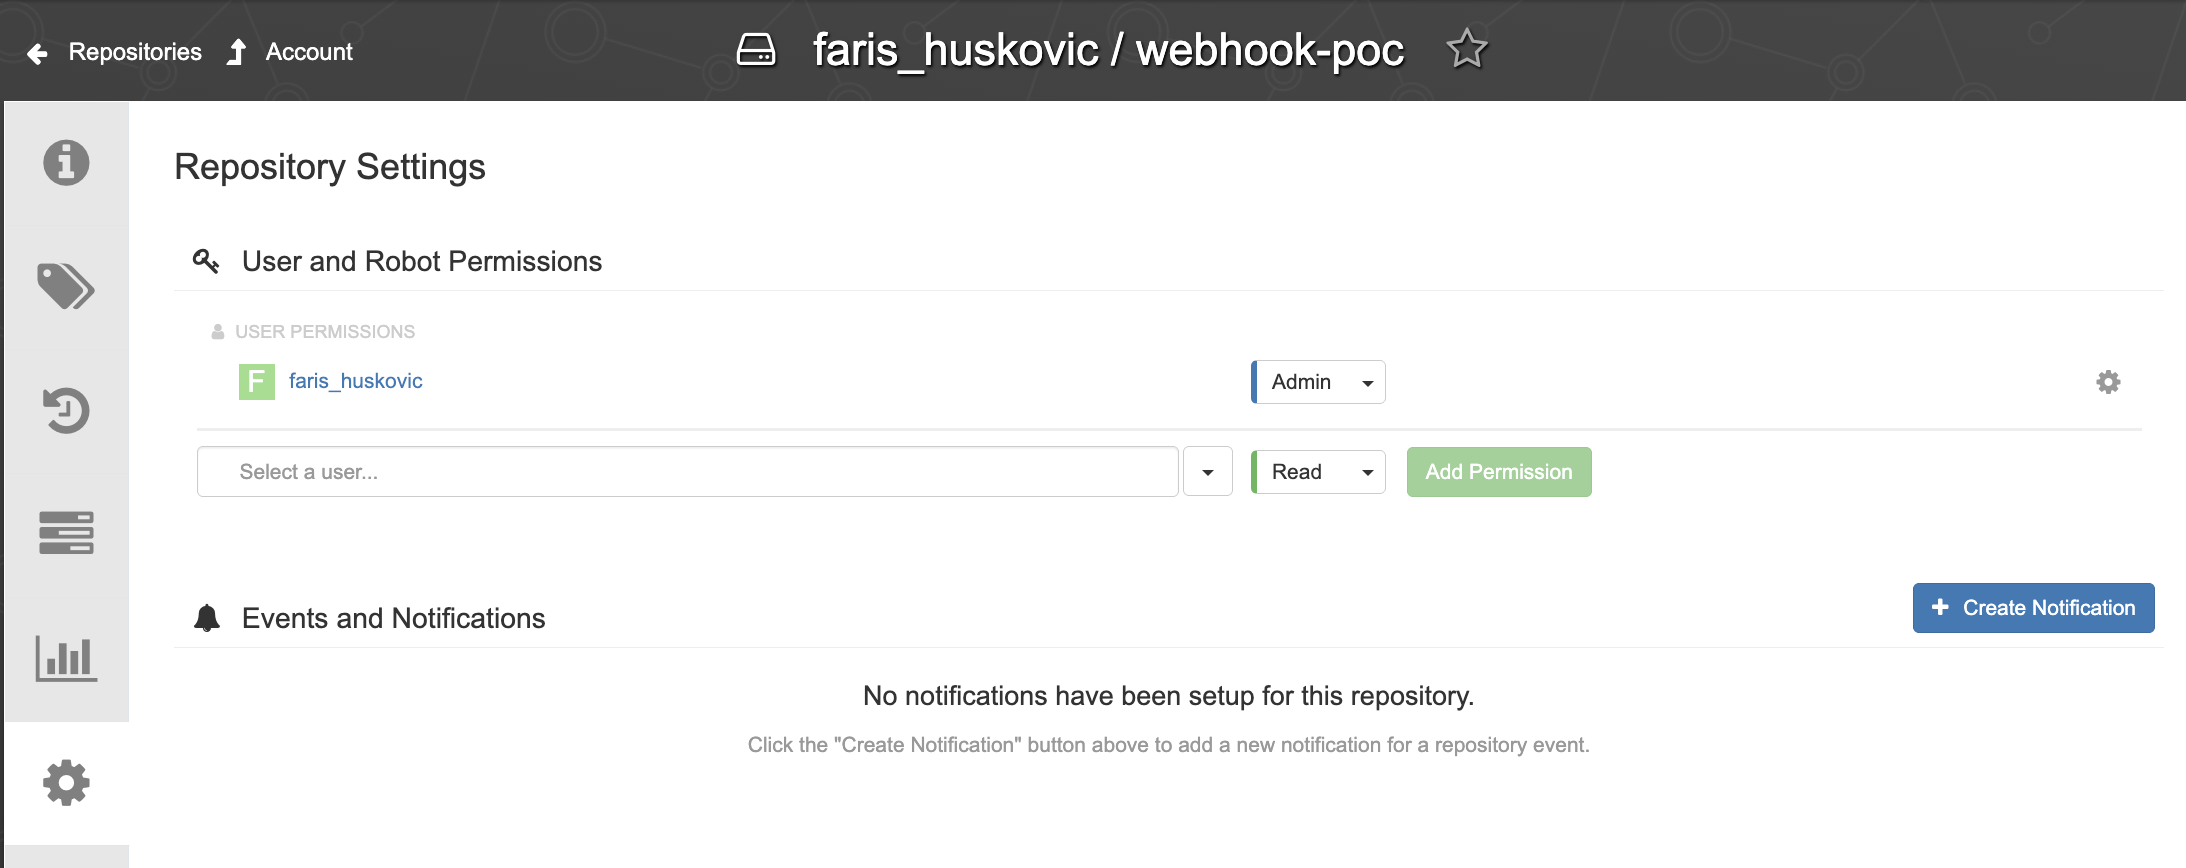 Repositories Account
faris_huskovic / webhook-poc
Repository Settings
User and Robot Permissions
USER PERMISSIONS
F faris_huskovic Admin
Select a user... Read Add Permission
Events and Notifications
Create Notification
No notifications have been setup for this repository.
Click the "Create Notification" button above to add a new notification for a repository event.